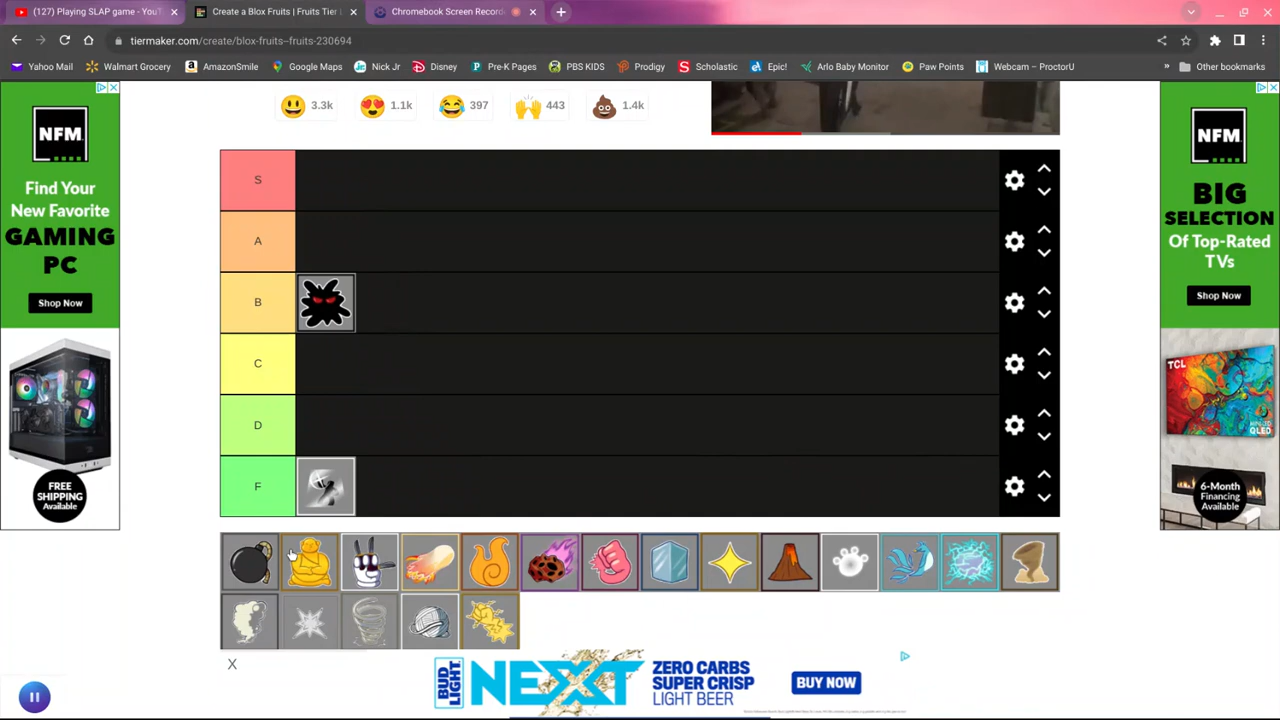 (127) Playing SLAP game - YouT
Create a Blox Fruits | Fruits Tier L
Chromebook Screen Record
tiermaker.com/create/blox-fruits--fruits-230694
Yahoo Mail
Walmart Grocery
AmazonSmile
Google Maps
Nick Jr
Disney
Pre-K Pages
PBS KIDS
Prodigy
Scholastic
Epic!
Arlo Baby Monitor
Paw Points
Webcam – ProctorU
»
Other bookmarks
3.3k
1.1k
397
443
1.4k
NFM
Find Your
New Favorite
GAMING
PC
Shop Now
FREE
SHIPPING
Available
S
A
B
C
D
F
NFM
BIG
SELECTION
Of Top-Rated
TVs
Shop Now
TCL
6-Month
Financing
Available
X
BUD LIGHT
NEXT
ZERO CARBS
SUPER CRISP
LIGHT BEER
BUY NOW